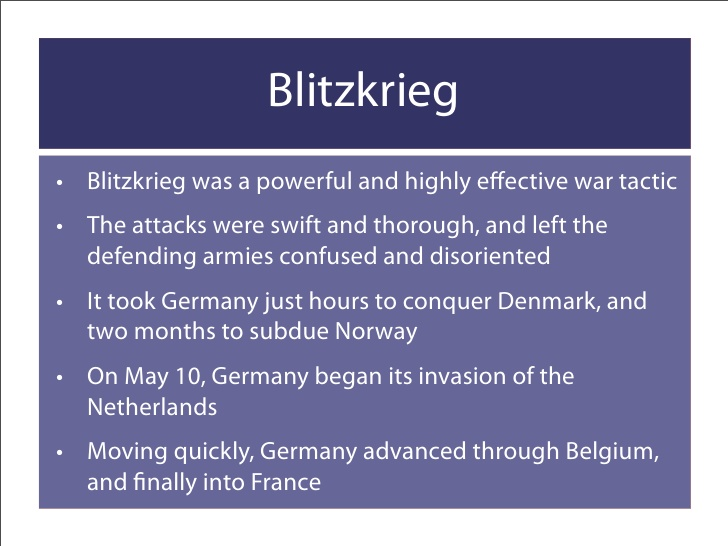 Blitzkrieg
• Blitzkrieg was a powerful and highly effective war tactic
• The attacks were swift and thorough, and left the
defending armies confused and disoriented
• It took Germany just hours to conquer Denmark, and
two months to subdue Norway
• On May 10, Germany began its invasion of the
Netherlands
• Moving quickly, Germany advanced through Belgium,
and finally into France